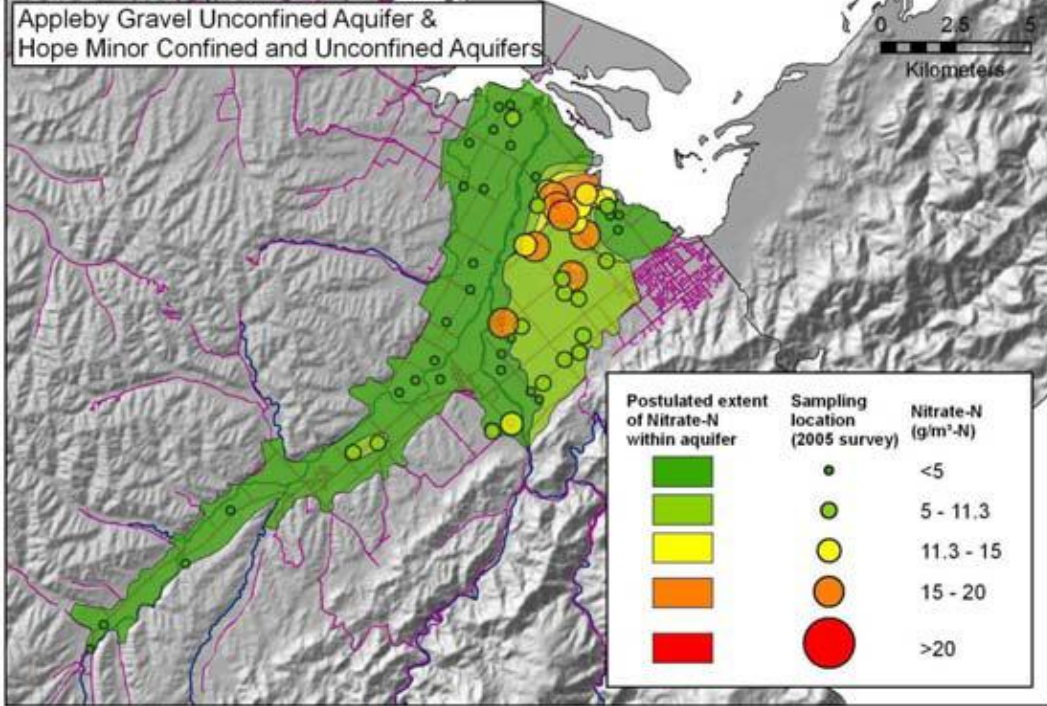 Appleby Gravel Unconfined Aquifer &
Hope Minor Confined and Unconfined Aquifers
0 2.5 5
Kilometers
Postulated extent
of Nitrate-N
within aquifer
Sampling
location
(2005 survey)
Nitrate-N
(g/m³-N)
<5
5 - 11.3
11.3 - 15
15 - 20
>20